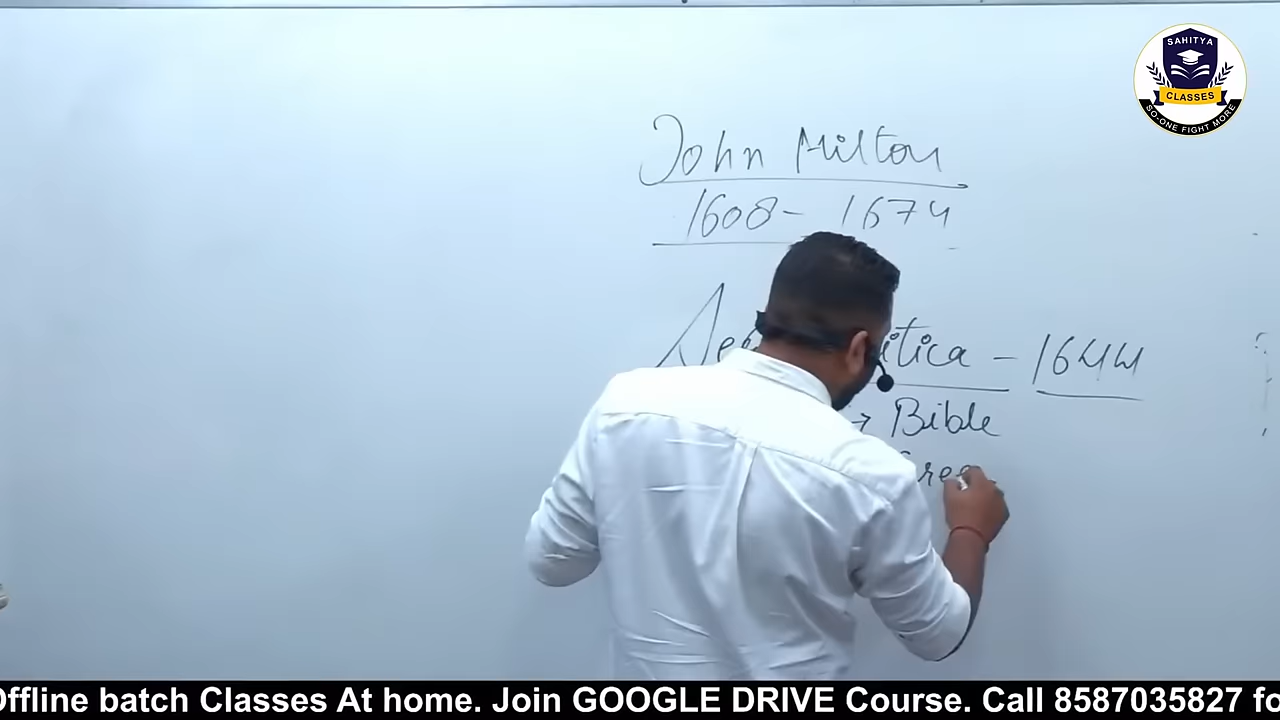 SAHITYA
CLASSES
SO-ONE FIGHT MORE
John Milton
1608 - 1674
itica - 1644
→ Bible
Offline batch Classes At home. Join GOOGLE DRIVE Course. Call 8587035827 fo